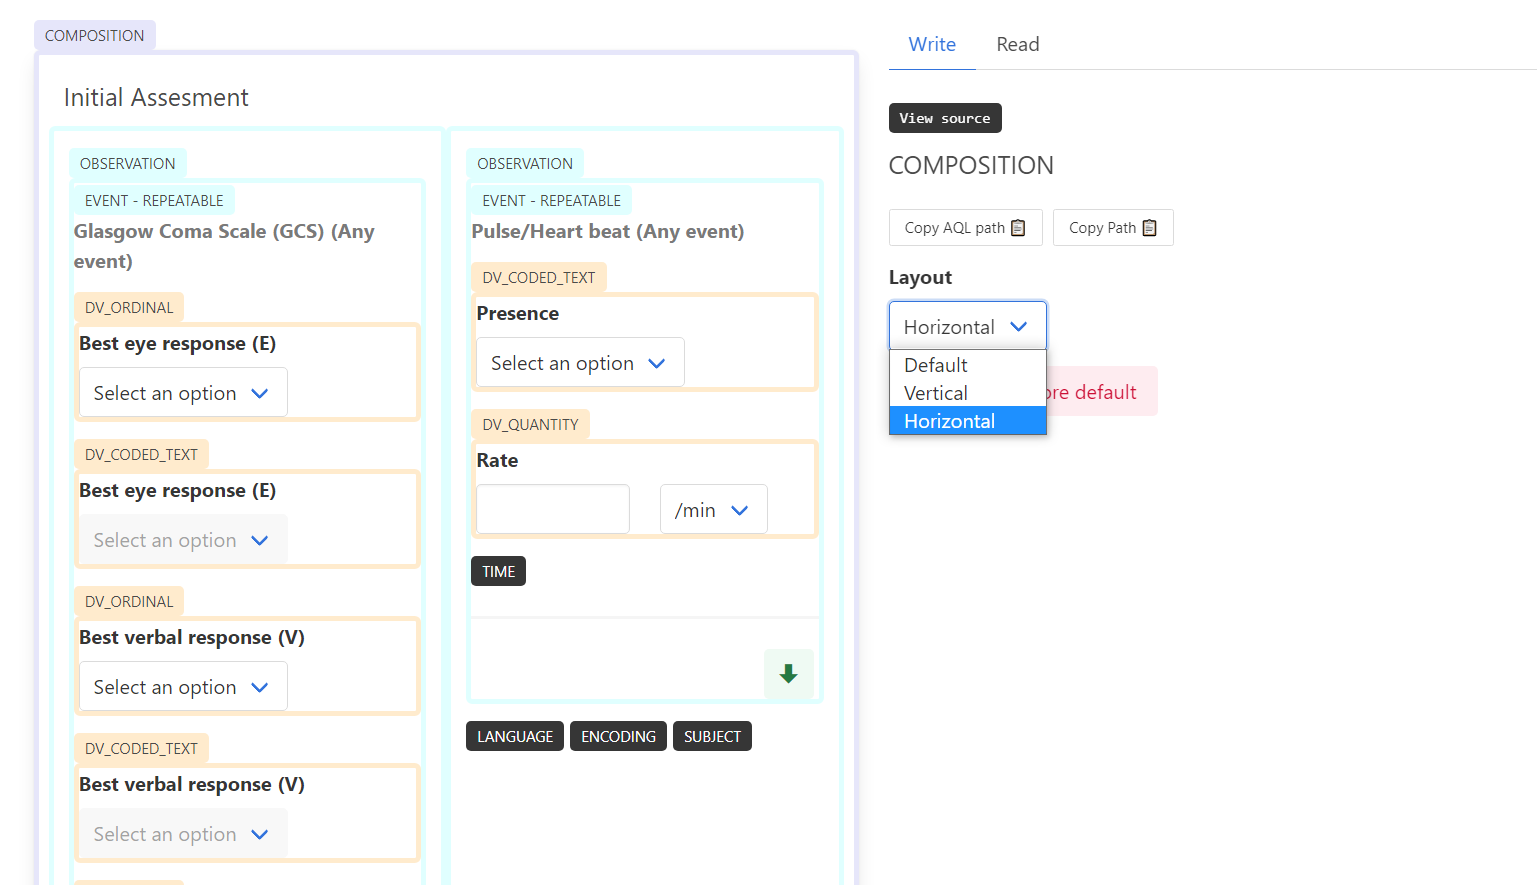 COMPOSITION
Initial Assesment
OBSERVATION
EVENT - REPEATABLE
Glasgow Coma Scale (GCS) (Any
event)
DV_ORDINAL
Best eye response (E)
Select an option
DV_CODED_TEXT
Best eye response (E)
Select an option
DV_ORDINAL
Best verbal response (V)
Select an option
DV_CODED_TEXT
Best verbal response (V)
Select an option
OBSERVATION
EVENT - REPEATABLE
Pulse/Heart beat (Any event)
DV_CODED_TEXT
Presence
Select an option
DV_QUANTITY
Rate
/min
TIME
LANGUAGE ENCODING SUBJECT
Write Read
View source
COMPOSITION
Copy AQL path Copy Path
Layout
Horizontal
Default
Vertical
Horizontal
default